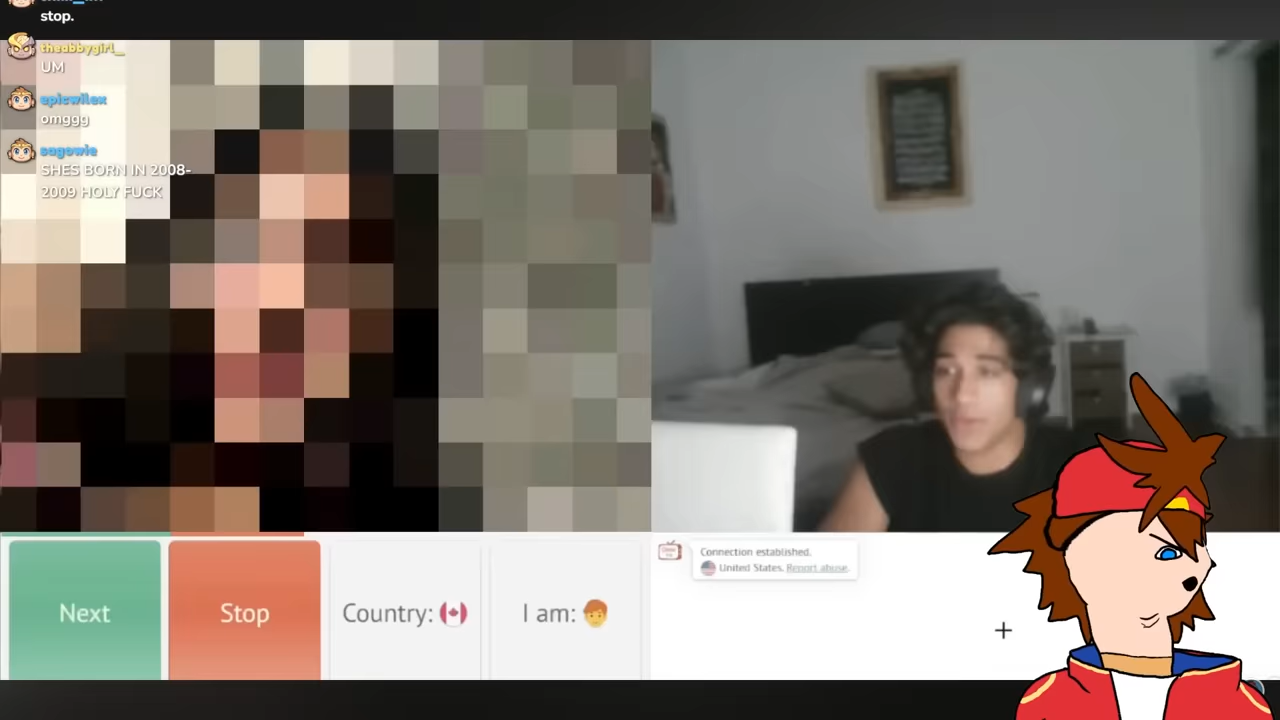 stop.
theabbygirl_
UM
epicwilex
omggg
sagowie
SHES BORN IN 2008-
2009 HOLY FUCK
Next
Stop
Country:
I am:
Connection established.
United States. Report abuse.